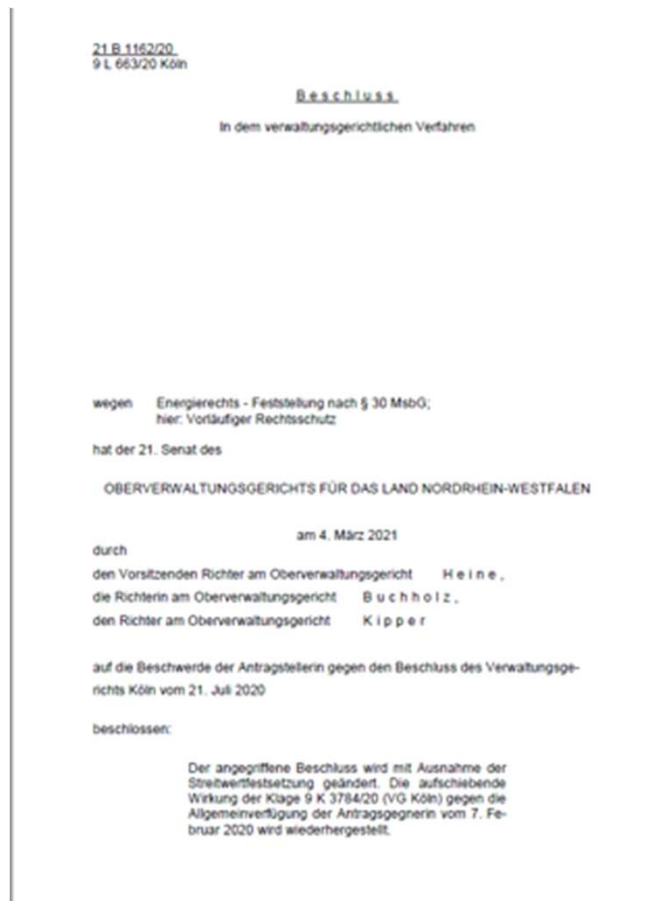 21 B 1162/20
9 L 663/20 Köln
B e s c h l u s s
In dem verwaltungsgerichtlichen Verfahren
wegen Energierechts - Feststellung nach § 30 MsbG;
hier: Vorläufiger Rechtsschutz
hat der 21. Senat des
OBERVERWALTUNGSGERICHTS FÜR DAS LAND NORDRHEIN-WESTFALEN
am 4. März 2021
durch
den Vorsitzenden Richter am Oberverwaltungsgericht H e i n e ,
die Richterin am Oberverwaltungsgericht B u c h h o l z ,
den Richter am Oberverwaltungsgericht K i p p e r
auf die Beschwerde der Antragstellerin gegen den Beschluss des Verwaltungsge-
richts Köln vom 21. Juli 2020
beschlossen:
Der angegriffene Beschluss wird mit Ausnahme der
Streitwertfestsetzung geändert. Die aufschiebende
Wirkung der Klage 9 K 3784/20 (VG Köln) gegen die
Allgemeinverfügung der Antragsgegnerin vom 7. Fe-
bruar 2020 wird wiederhergestellt.